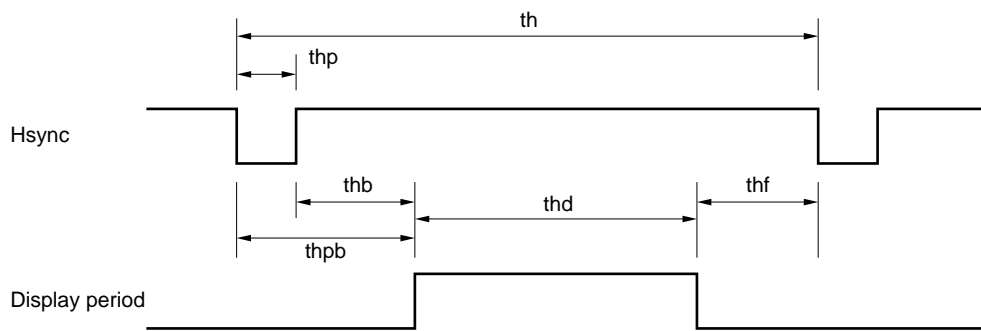 th
thp
Hsync
thb
thd
thf
thpb
Display period